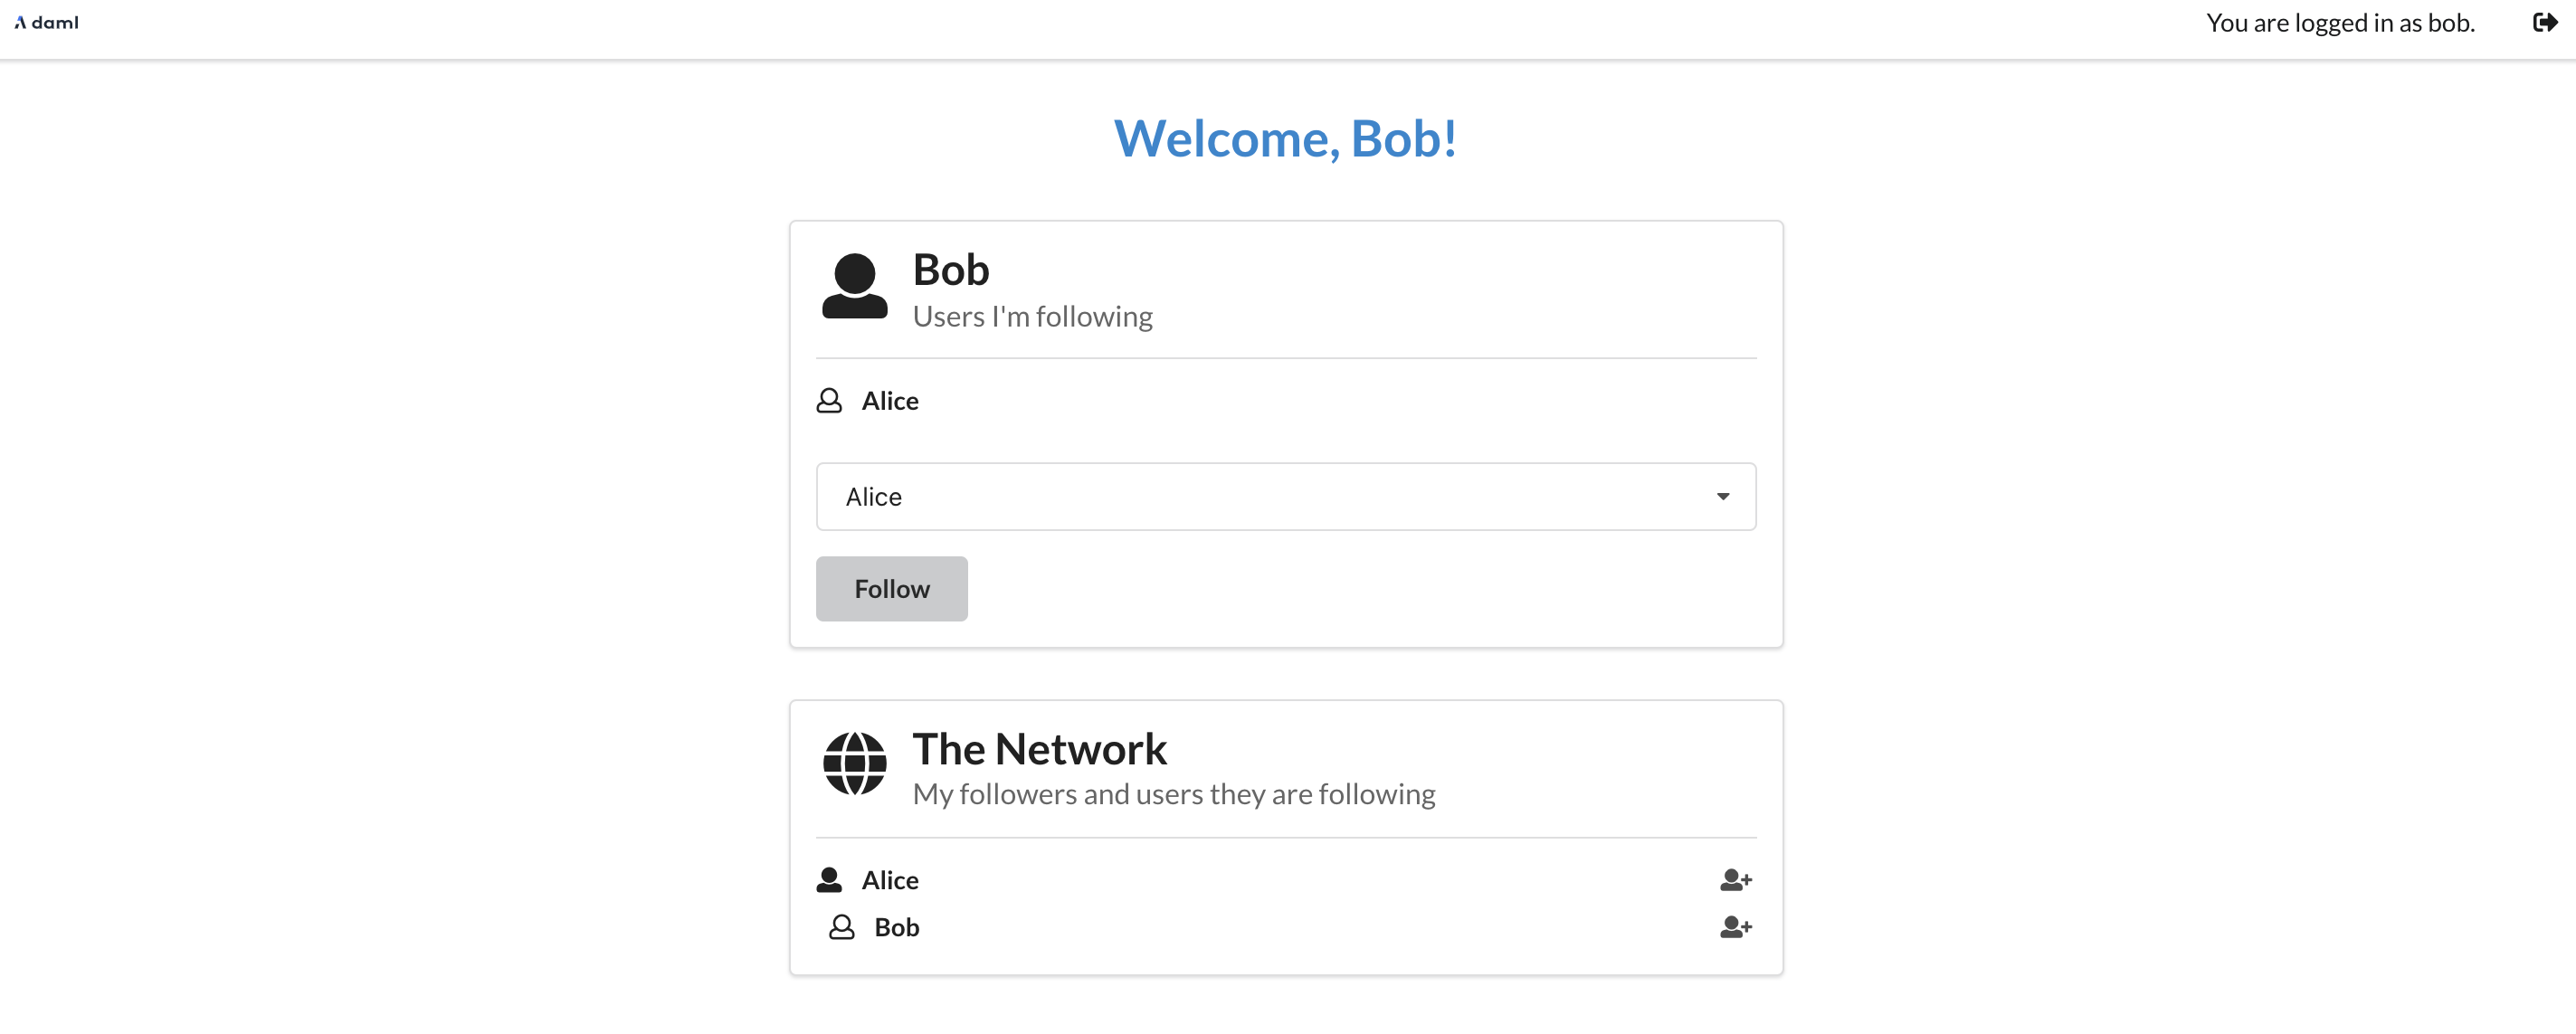 daml
You are logged in as bob.
Welcome, Bob!
Bob
Users I'm following
Alice
Alice
Follow
The Network
My followers and users they are following
Alice
Bob